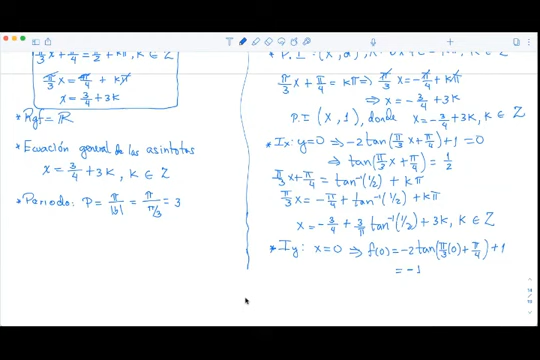 π/3 x + π/4 = π/2 + kπ, k ∈ ℤ
π/3 x = π/4 + kπ
x = 3/4 + 3k
* Rgf = ℝ
* Ecuación general de las asíntotas
x = 3/4 + 3k, k ∈ ℤ
* Periodo: P = π/|B| = π/(π/3) = 3
π/3 x + π/4 = kπ ⟹ π/3 x = -π/4 + kπ
⟹ x = -3/4 + 3k
P.I (x, 1), donde x = -3/4 + 3k, k ∈ ℤ
* Ix: y=0 ⟹ -2tan(π/3 x + π/4) + 1 = 0
⟹ tan(π/3 x + π/4) = 1/2
π/3 x + π/4 = tan⁻¹(1/2) + kπ
π/3 x = -π/4 + tan⁻¹(1/2) + kπ
x = -3/4 + 3/π tan⁻¹(1/2) + 3k, k ∈ ℤ
* Iy: x=0 ⟹ f(0) = -2tan(π/3(0) + π/4) + 1
= -1